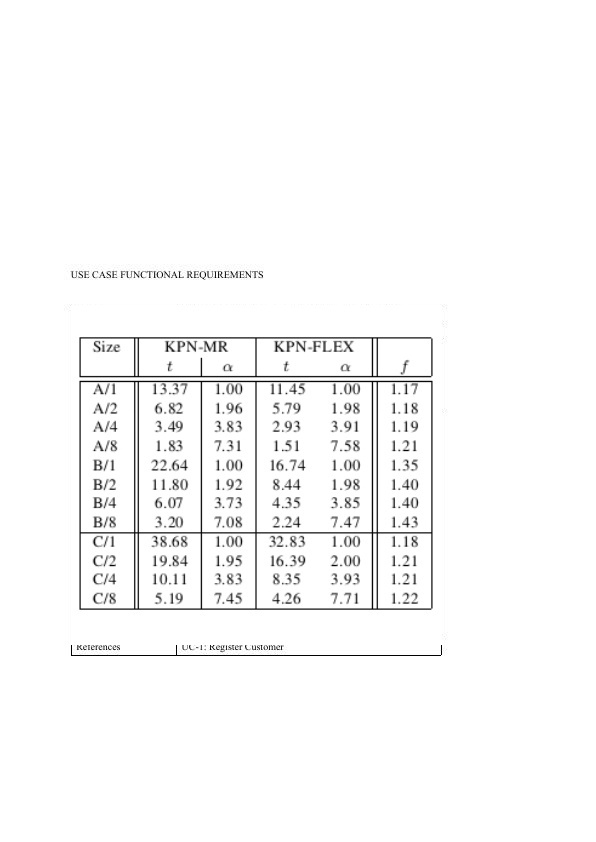 USE CASE FUNCTIONAL REQUIREMENTS
Size KPN-MR KPN-FLEX
t α t α f
A/1 13.37 1.00 11.45 1.00 1.17
A/2 6.82 1.96 5.79 1.98 1.18
A/4 3.49 3.83 2.93 3.91 1.19
A/8 1.83 7.31 1.51 7.58 1.21
B/1 22.64 1.00 16.74 1.00 1.35
B/2 11.80 1.92 8.44 1.98 1.40
B/4 6.07 3.73 4.35 3.85 1.40
B/8 3.20 7.08 2.24 7.47 1.43
C/1 38.68 1.00 32.83 1.00 1.18
C/2 19.84 1.95 16.39 2.00 1.21
C/4 10.11 3.83 8.35 3.93 1.21
C/8 5.19 7.45 4.26 7.71 1.22
References UC-1: Register Customer